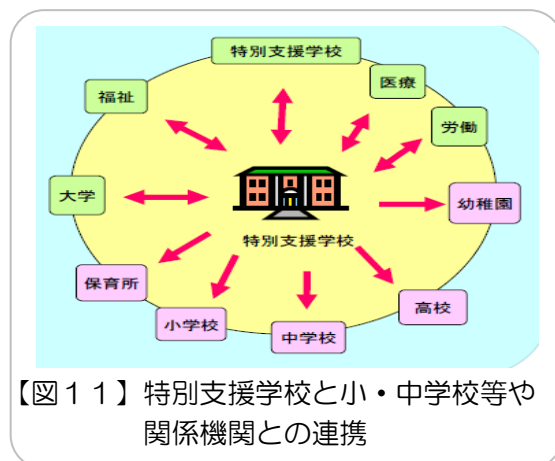 特別支援学校
福祉
医療
労働
大学
幼稚園
特別支援学校
保育所
高校
小学校
中学校
【図11】特別支援学校と小・中学校等や
関係機関との連携